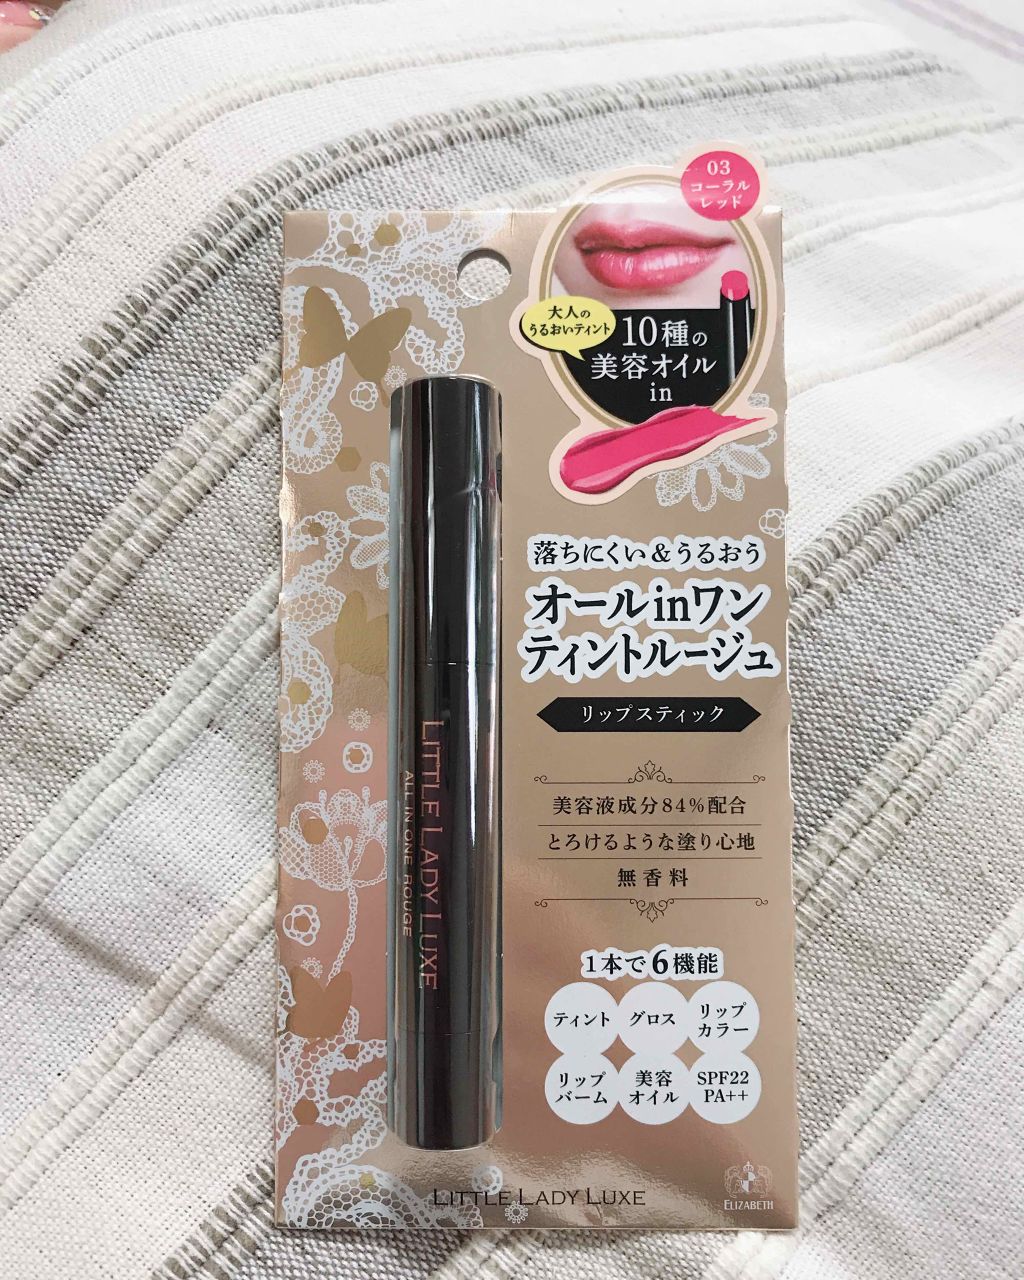 03
コーラル
レッド
大人の
うるおいティント
10種の
美容オイル
in
落ちにくい＆うるおう
オールinワン
ティントルージュ
リップスティック
美容液成分84%配合
とろけるような塗り心地
無香料
1本で6機能
ティント
グロス
リップ
カラー
リップ
バーム
美容
オイル
SPF22
PA++
LITTLE LADY LUXE
ALL IN ONE ROUGE
LITTLE LADY LUXE
ELIZABETH